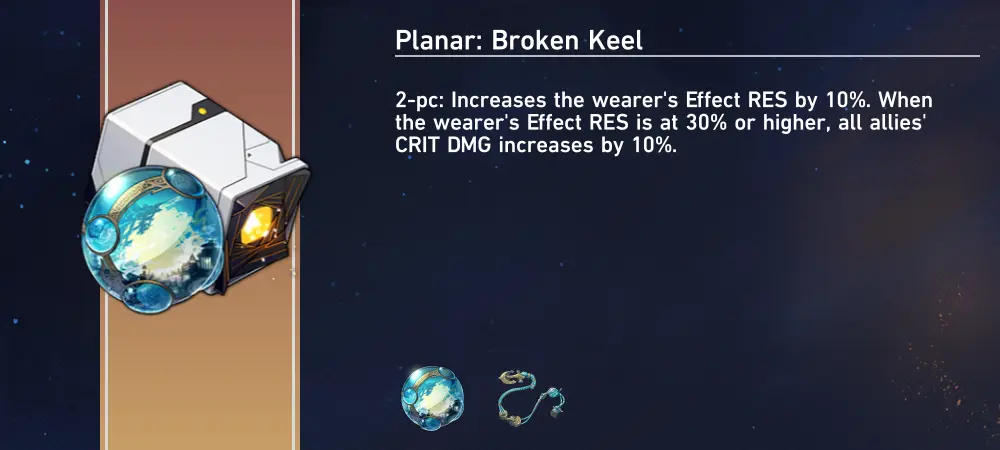 Planar: Broken Keel
2-pc: Increases the wearer's Effect RES by 10%. When
the wearer's Effect RES is at 30% or higher, all allies'
CRIT DMG increases by 10%.